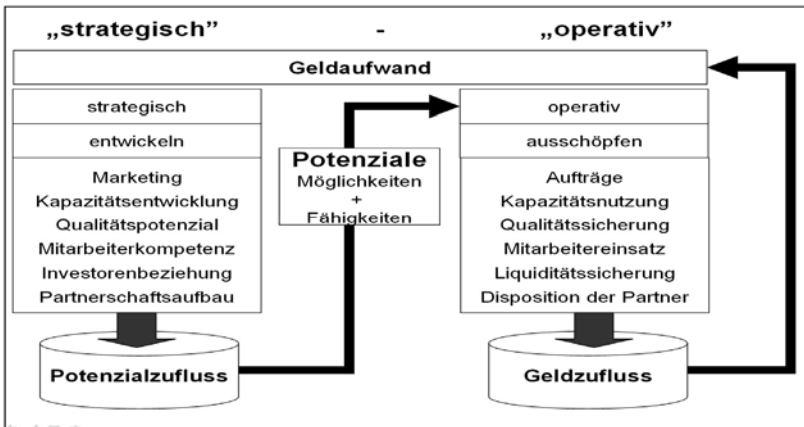 „strategisch” - „operativ”
Geldaufwand
strategisch
entwickeln
Marketing
Kapazitätsentwicklung
Qualitätspotenzial
Mitarbeiterkompetenz
Investorenbeziehung
Partnerschaftsaufbau
Potenzialzufluss
Potenziale
Möglichkeiten
+
Fähigkeiten
operativ
ausschöpfen
Aufträge
Kapazitätsnutzung
Qualitätssicherung
Mitarbeitereinsatz
Liquiditätssicherung
Disposition der Partner
Geldzufluss